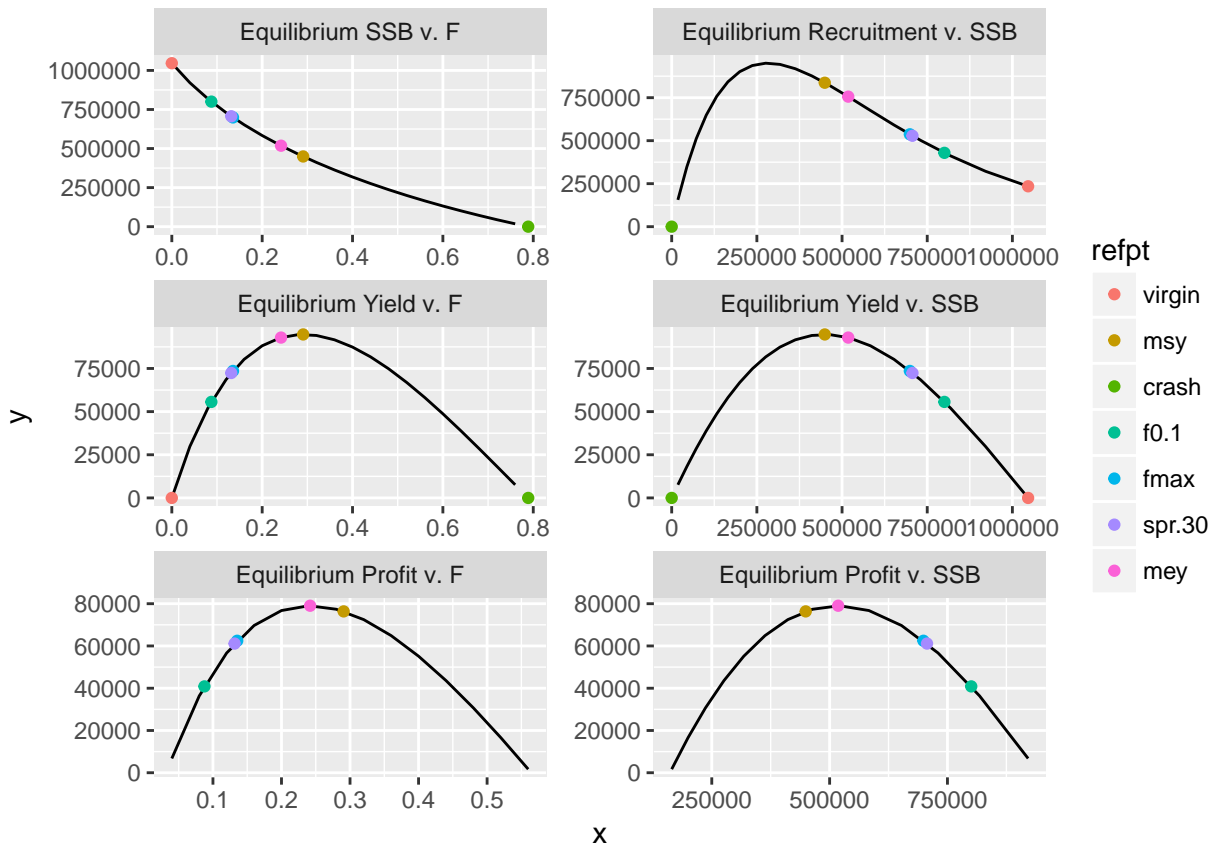 Equilibrium SSB v. F
1000000
750000
500000
250000
0
0.0 0.2 0.4 0.6 0.8
Equilibrium Recruitment v. SSB
750000
500000
250000
0
0 250000 500000 750000 1000000
Equilibrium Yield v. F
75000
50000
25000
0
0.0 0.2 0.4 0.6 0.8
Equilibrium Yield v. SSB
75000
50000
25000
0
0 250000 500000 750000 1000000
Equilibrium Profit v. F
80000
60000
40000
20000
0
0.1 0.2 0.3 0.4 0.5
Equilibrium Profit v. SSB
80000
60000
40000
20000
0
250000 500000 750000
y
x
refpt
virgin
msy
crash
f0.1
fmax
spr.30
mey